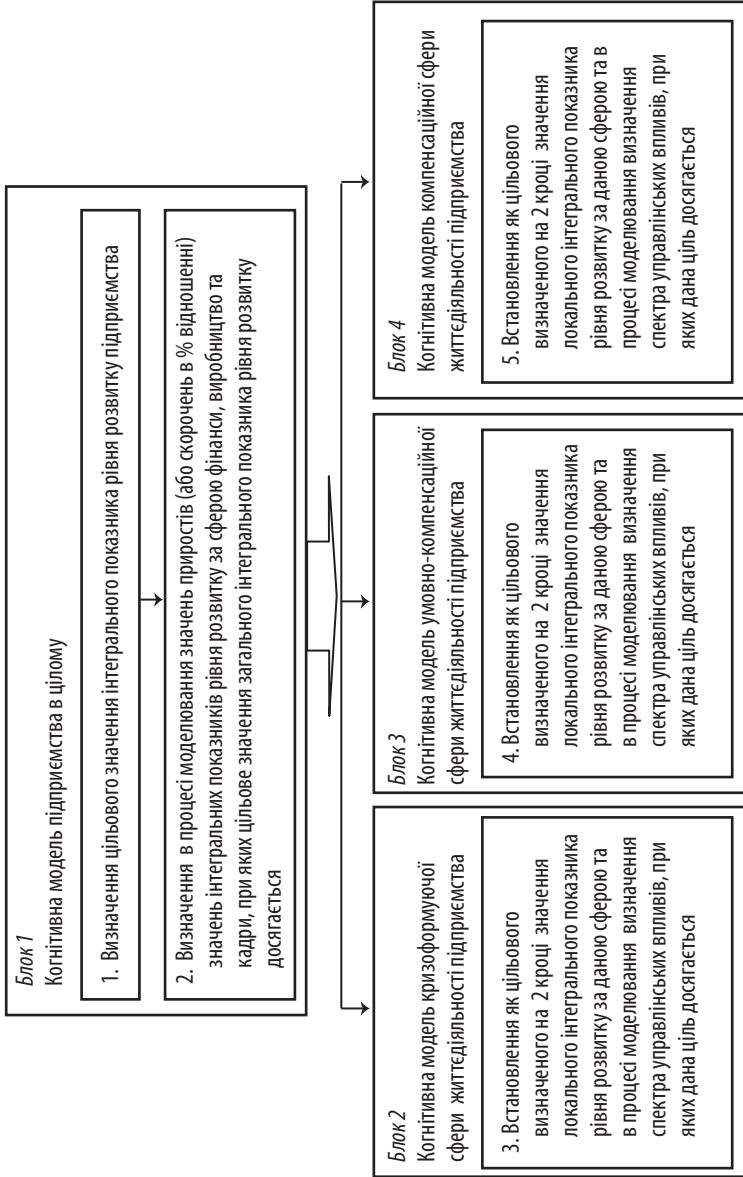 Блок 1
Когнітивна модель підприємства в цілому
1. Визначення цільового значення інтегрального показника рівня розвитку підприємства
2. Визначення в процесі моделювання значень приростів (або скорочень в % відношенні)
значень інтегральних показників рівня розвитку за сферою фінанси, виробництво та
кадри, при яких цільове значення загального інтегрального показника рівня розвитку
досягається
Блок 2
Когнітивна модель кризоформуючої
сфери життєдіяльності підприємства
3. Встановлення як цільового
визначеного на 2 кроці значення
локального інтегрального показника
рівня розвитку за даною сферою та
в процесі моделювання визначення
спектра управлінських впливів, при
яких дана ціль досягається
Блок 3
Когнітивна модель умовно-компенсаційної
сфери життєдіяльності підприємства
4. Встановлення як цільового
визначеного на 2 кроці значення
локального інтегрального показника
рівня розвитку за даною сферою та
в процесі моделювання визначення
спектра управлінських впливів, при
яких дана ціль досягається
Блок 4
Когнітивна модель компенсаційної сфери
життєдіяльності підприємства
5. Встановлення як цільового
визначеного на 2 кроці значення
локального інтегрального показника
рівня розвитку за даною сферою та в
процесі моделювання визначення
спектра управлінських впливів, при
яких дана ціль досягається